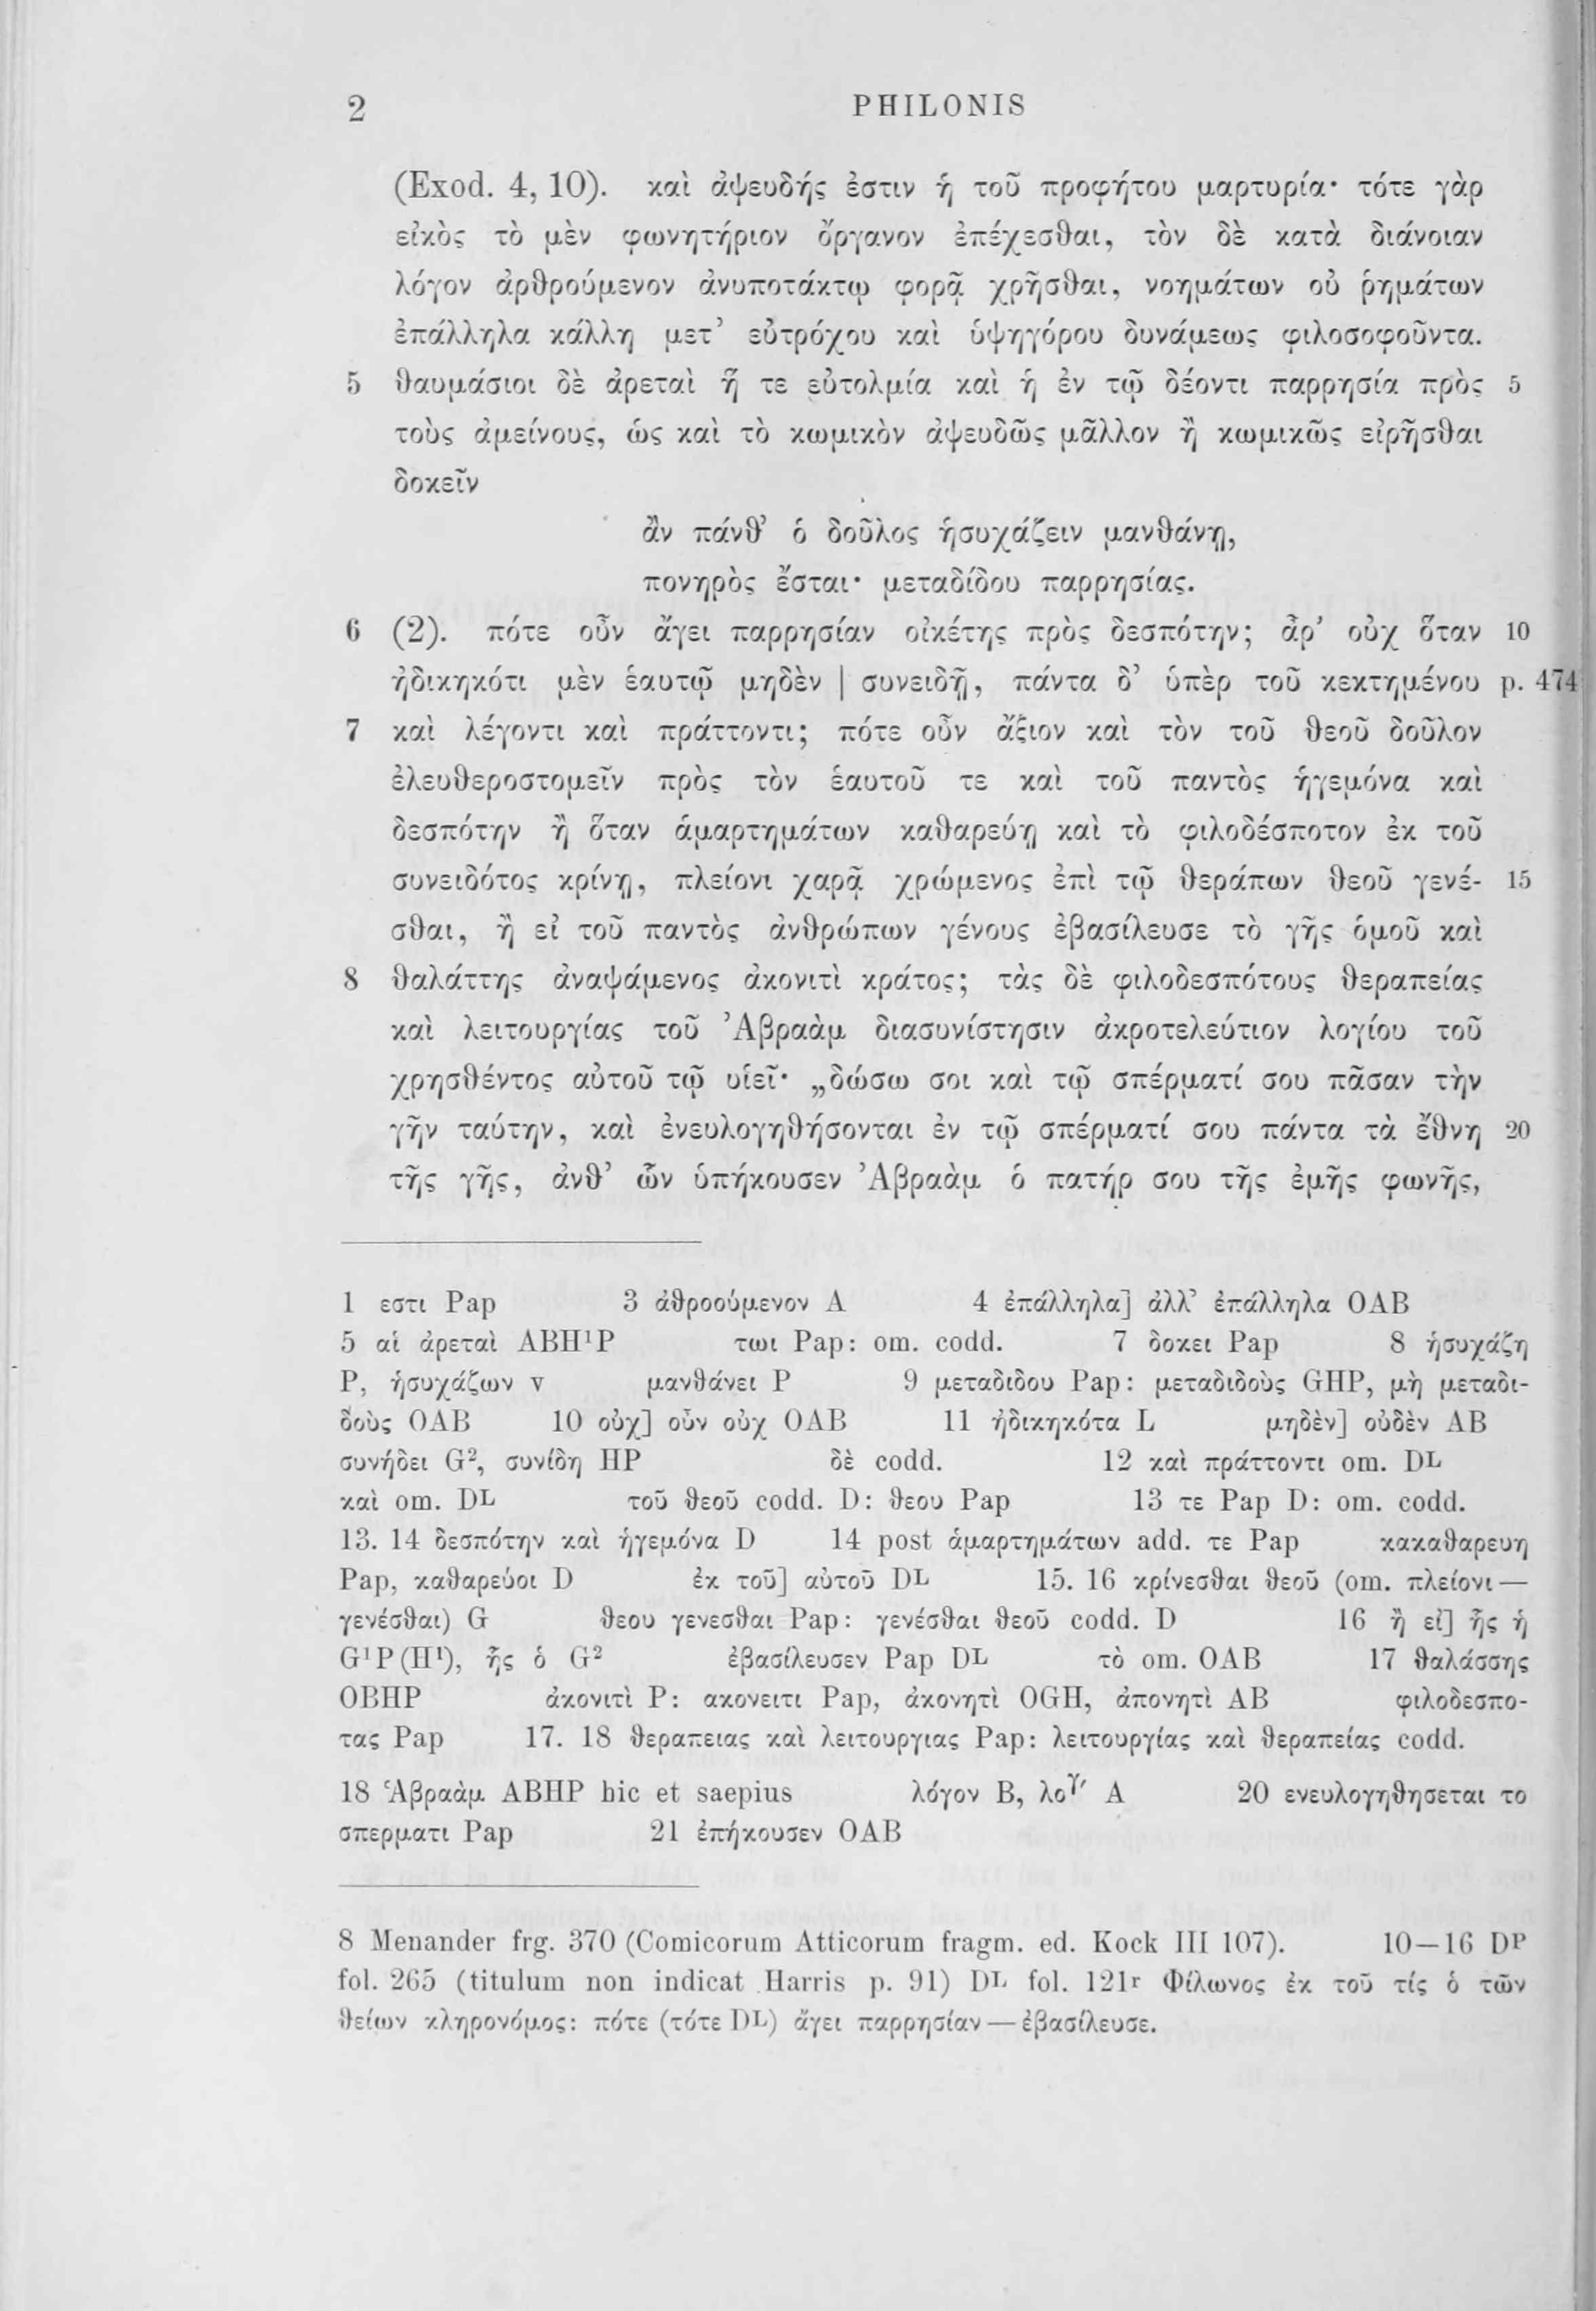 2 PHILONIS
(Exod. 4, 10). καὶ ἀψευδής ἐστιν ἡ τοῦ προφήτου μαρτυρία· τότε γὰρ
εἰκὸς τὸ μὲν φωνητήριον ὄργανον ἐπέχεσθαι, τὸν δὲ κατὰ διάνοιαν
λόγον ἀρθρούμενον ἀνυποτάκτῳ φορᾷ χρῆσθαι, νοημάτων οὐ ῥημάτων
ἐπάλληλα κάλλη μετ’ εὐτρόχου καὶ ὑψηγόρου δυνάμεως φιλοσοφοῦντα.
5 θαυμάσιοι δὲ ἀρεταὶ ἥ τε εὐτολμία καὶ ἡ ἐν τῷ δέοντι παρρησία πρὸς 5
τοὺς ἀμείνους, ὡς καὶ τὸ κωμικὸν ἀψευδῶς μᾶλλον ἢ κωμικῶς εἰρῆσθαι
δοκεῖν
ἂν πάνθ’ ὁ δοῦλος ἡσυχάζειν μανθάνῃ,
πονηρὸς ἔσται· μεταδίδου παρρησίας.
6 (2). πότε οὖν ἄγει παρρησίαν οἰκέτης πρὸς δεσπότην; ἆρ’ οὐχ ὅταν 10
ἠδικηκότι μὲν ἑαυτῷ μηδὲν | συνειδῇ, πάντα δ’ ὑπὲρ τοῦ κεκτημένου p. 474
7 καὶ λέγοντι καὶ πράττοντι; πότε οὖν ἄξιον καὶ τὸν τοῦ θεοῦ δοῦλον
ἐλευθεροστομεῖν πρὸς τὸν ἑαυτοῦ τε καὶ τοῦ παντὸς ἡγεμόνα καὶ
δεσπότην ἢ ὅταν ἁμαρτημάτων καθαρεύῃ καὶ τὸ φιλοδέσποτον ἐκ τοῦ
συνειδότος κρίνῃ, πλείονι χαρᾷ χρώμενος ἐπὶ τῷ θεράπων θεοῦ γενέ- 15
σθαι, ἢ εἰ τοῦ παντὸς ἀνθρώπων γένους ἐβασίλευσε τὸ γῆς ὁμοῦ καὶ
8 θαλάττης ἀναψάμενος ἀκονιτὶ κράτος; τὰς δὲ φιλοδεσπότους θεραπείας
καὶ λειτουργίας τοῦ Ἀβραὰμ διασυνίστησιν ἀκροτελεύτιον λογίου τοῦ
χρησθέντος αὐτοῦ τῷ υἱεῖ· „δώσω σοι καὶ τῷ σπέρματί σου πᾶσαν τὴν
γῆν ταύτην, καὶ ἐνευλογηθήσονται ἐν τῷ σπέρματί σου πάντα τὰ ἔθνη 20
τῆς γῆς, ἀνθ’ ὧν ὑπήκουσεν Ἀβραὰμ ὁ πατήρ σου τῆς ἐμῆς φωνῆς,
1 εστι Pap 3 ἀθροούμενον A 4 ἐπάλληλα] ἀλλ’ ἐπάλληλα OAB
5 αἱ ἀρεταὶ ABH¹P τωι Pap: om. codd. 7 δοκει Pap 8 ἡσυχάζῃ
P, ἡσυχάζων v μανθάνει P 9 μεταδιδου Pap: μεταδιδοὺς GHP, μὴ μεταδι-
δοὺς OAB 10 οὐχ] οὖν οὐχ OAB 11 ἠδικηκότα L μηδὲν] οὐδὲν AB
συνήδει G², συνίδῃ HP δὲ codd. 12 καὶ πράττοντι om. Dᴸ
καὶ om. Dᴸ τοῦ θεοῦ codd. D: θεου Pap 13 τε Pap D: om. codd.
13. 14 δεσπότην καὶ ἡγεμόνα D 14 post ἁμαρτημάτων add. τε Pap κακαθαρευη
Pap, καθαρεύοι D ἐκ τοῦ] αὐτοῦ Dᴸ 15. 16 κρίνεσθαι θεοῦ (om. πλείονι—
γενέσθαι) G θεου γενεσθαι Pap: γενέσθαι θεοῦ codd. D 16 ἢ εἰ] ἧς ἡ
G¹P(H¹), ἧς ὁ G² ἐβασίλευσεν Pap Dᴸ τὸ om. OAB 17 θαλάσσης
OBHP ἀκονιτὶ P: ακονειτι Pap, ἀκονητὶ OGH, ἀπονητὶ AB φιλοδεσπο-
τας Pap 17. 18 θεραπειας καὶ λειτουργιας Pap: λειτουργίας καὶ θεραπείας codd.
18 Ἁβραὰμ ABHP hic et saepius λόγον B, λογ′ A 20 ενευλογηθησεται το
σπερματι Pap 21 ἐπήκουσεν OAB
8 Menander frg. 370 (Comicorum Atticorum fragm. ed. Kock III 107). 10—16 Dᴾ
fol. 265 (titulum non indicat Harris p. 91) Dᴸ fol. 121r Φίλωνος ἐκ τοῦ τίς ὁ τῶν
θείων κληρονόμος: πότε (τότε Dᴸ) ἄγει παρρησίαν — ἐβασίλευσε.